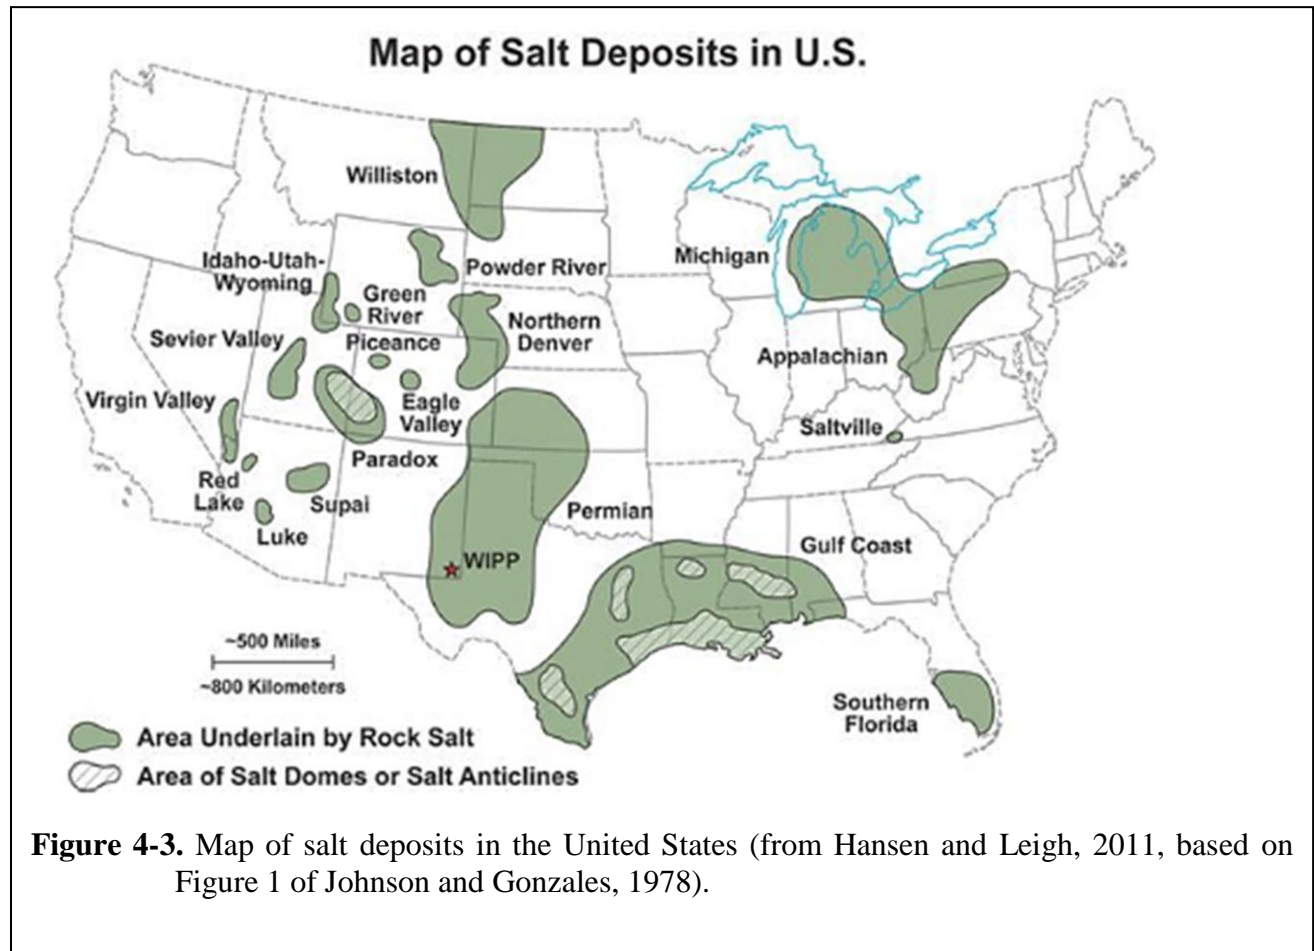 Map of Salt Deposits in U.S.
Williston
Michigan
Idaho-Utah-
Wyoming
Powder River
Green
River
Northern
Denver
Sevier Valley
Piceance
Appalachian
Virgin Valley
Eagle
Valley
Saltville
Paradox
Red
Lake
Supai
Permian
Luke
Gulf Coast
WIPP
~500 Miles
~800 Kilometers
Southern
Florida
Area Underlain by Rock Salt
Area of Salt Domes or Salt Anticlines
Figure 4-3. Map of salt deposits in the United States (from Hansen and Leigh, 2011, based on
Figure 1 of Johnson and Gonzales, 1978).